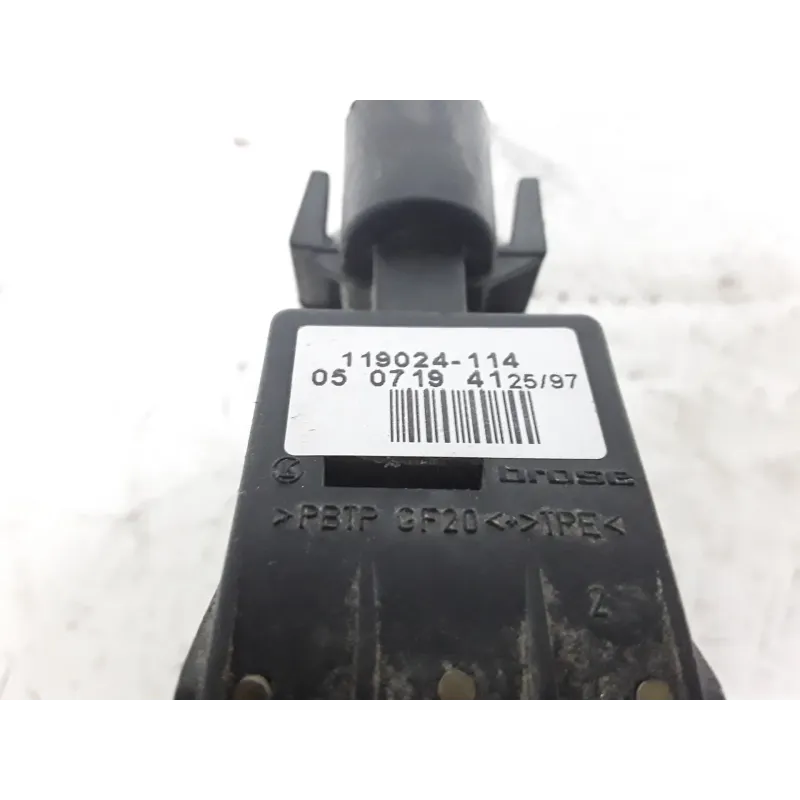 119024-114
05 0719 4125/97
brose
>PBTP GF20<+>TPE<
2